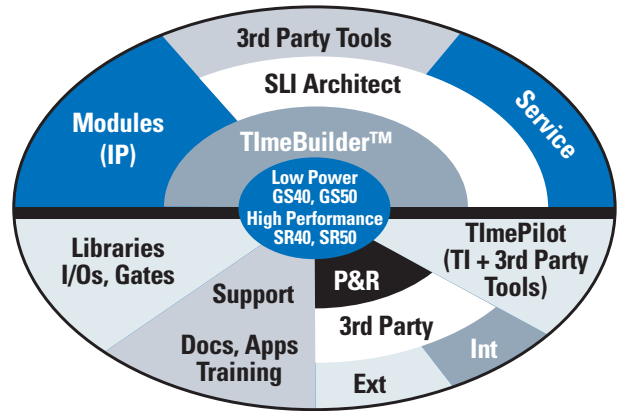 3rd Party Tools
SLI Architect
Service
Modules
(IP)
TImeBuilder™
Low Power
GS40, GS50
High Performance
SR40, SR50
Libraries
I/Os, Gates
TImePilot
(TI + 3rd Party
Tools)
Support
P&R
Docs, Apps
Training
3rd Party
Int
Ext